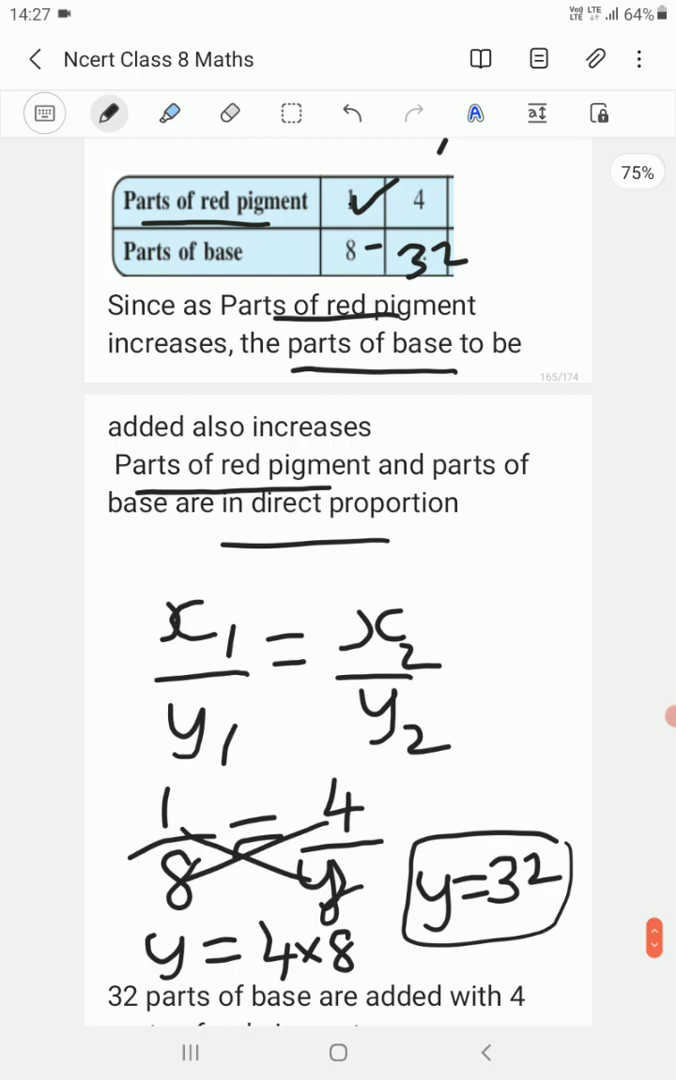 14:27 Vo) LTE LTE 64%
Ncert Class 8 Maths
75%
Parts of red pigment 4
Parts of base 8 - 32
Since as Parts of red pigment
increases, the parts of base to be
165/174
added also increases
Parts of red pigment and parts of
base are in direct proportion
x₁/y₁ = x₂/y₂
1/8 = 4/y
y=32
y = 4×8
32 parts of base are added with 4